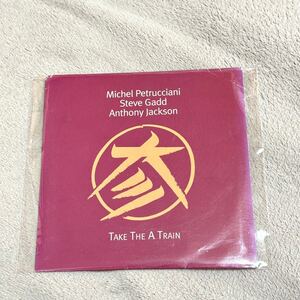 Michel Petrucciani
Steve Gadd
Anthony Jackson
TAKE THE A TRAIN